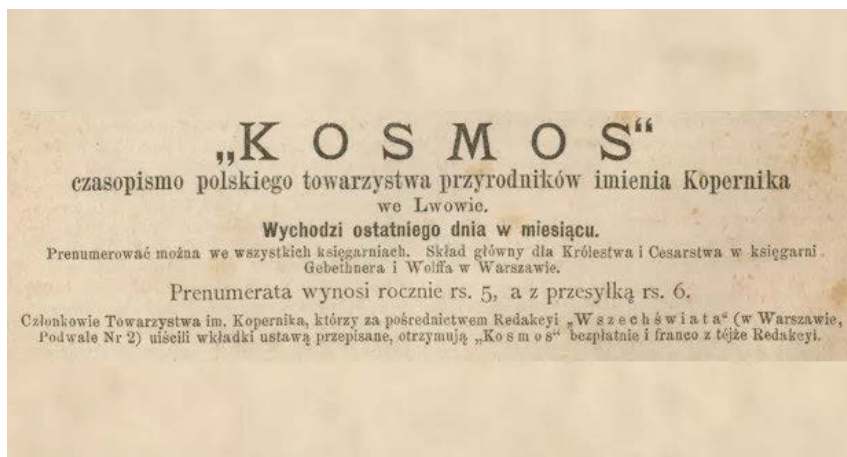 „K O S M O S“
czasopismo polskiego towarzystwa przyrodników imienia Kopernika
we Lwowie.
Wychodzi ostatniego dnia w miesiącu.
Prenumerować można we wszystkich księgarniach. Skład główny dla Królestwa i Cesarstwa w księgarni
Gebethnera i Wolffa w Warszawie.
Prenumerata wynosi rocznie rs. 5, a z przesyłką rs. 6.
Członkowie Towarzystwa im. Kopernika, którzy za pośrednictwem Redakcyi „W s z e c h ś w i a t a“ (w Warszawie,
Podwale Nr 2) uiścili wkładki ustawą przepisane, otrzymują „K o s m o s“ bezpłatnie i franco z téjże Redakcyi.